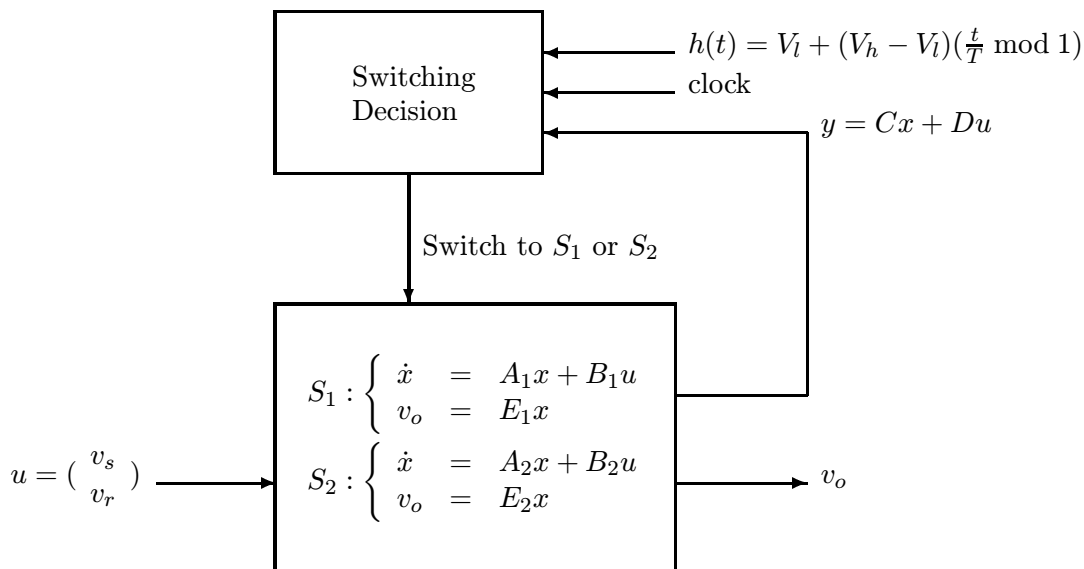 h(t) = V_l + (V_h − V_l)(\frac{t}{T} mod 1)
Switching
Decision
clock
y = Cx + Du
Switch to S_1 or S_2
S_1 : { ẋ = A_1x + B_1u
v_o = E_1x
S_2 : { ẋ = A_2x + B_2u
v_o = E_2x
u = ( v_s
v_r )
v_o